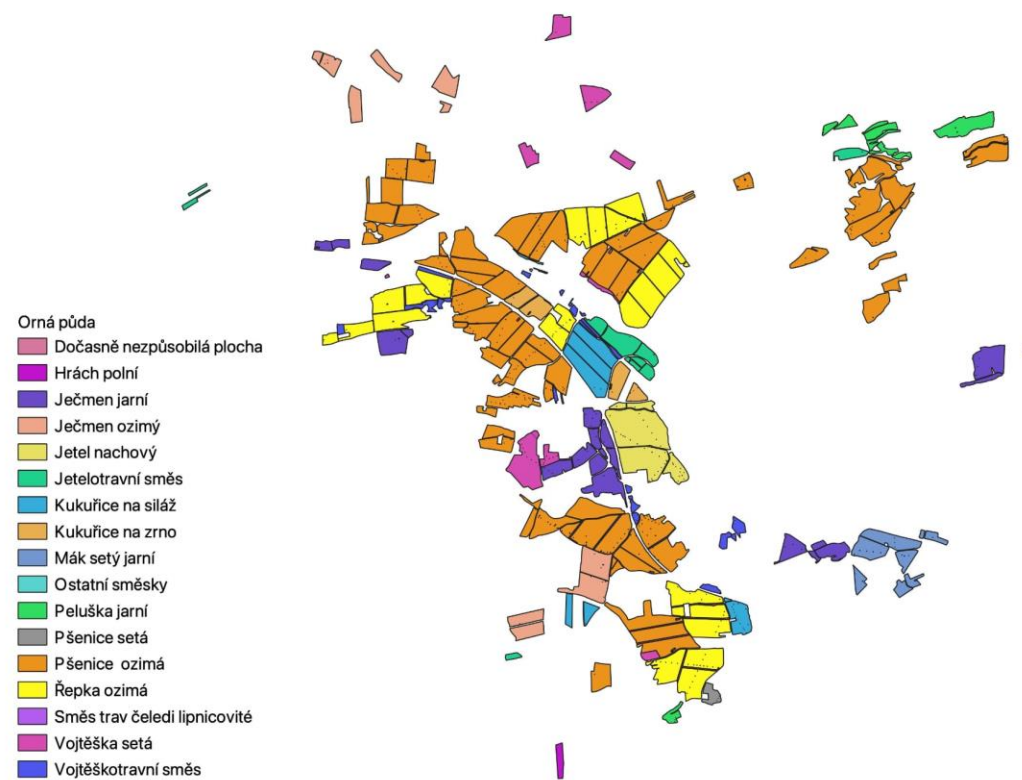 Orná půda
Dočasně nezpůsobilá plocha
Hrách polní
Ječmen jarní
Ječmen ozimý
Jetel nachový
Jetelotravní směs
Kukuřice na siláž
Kukuřice na zrno
Mák setý jarní
Ostatní směsky
Peluška jarní
Pšenice setá
Pšenice  ozimá
Řepka ozimá
Směs trav čeledi lipnicovité
Vojtěška setá
Vojtěškotravní směs